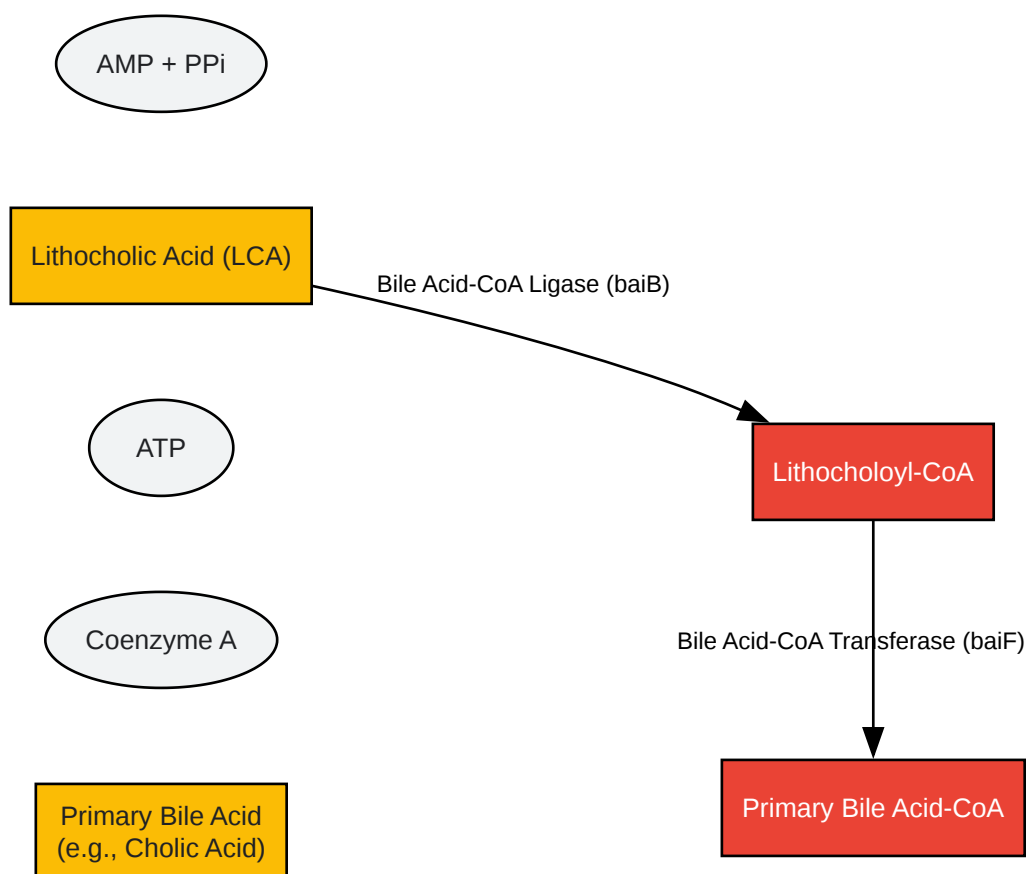 AMP + PPi
Lithocholic Acid (LCA)
Bile Acid-CoA Ligase (baiB)
ATP
Lithocholoyl-CoA
Coenzyme A
Bile Acid-CoA Transferase (baiF)
Primary Bile Acid
(e.g., Cholic Acid)
Primary Bile Acid-CoA